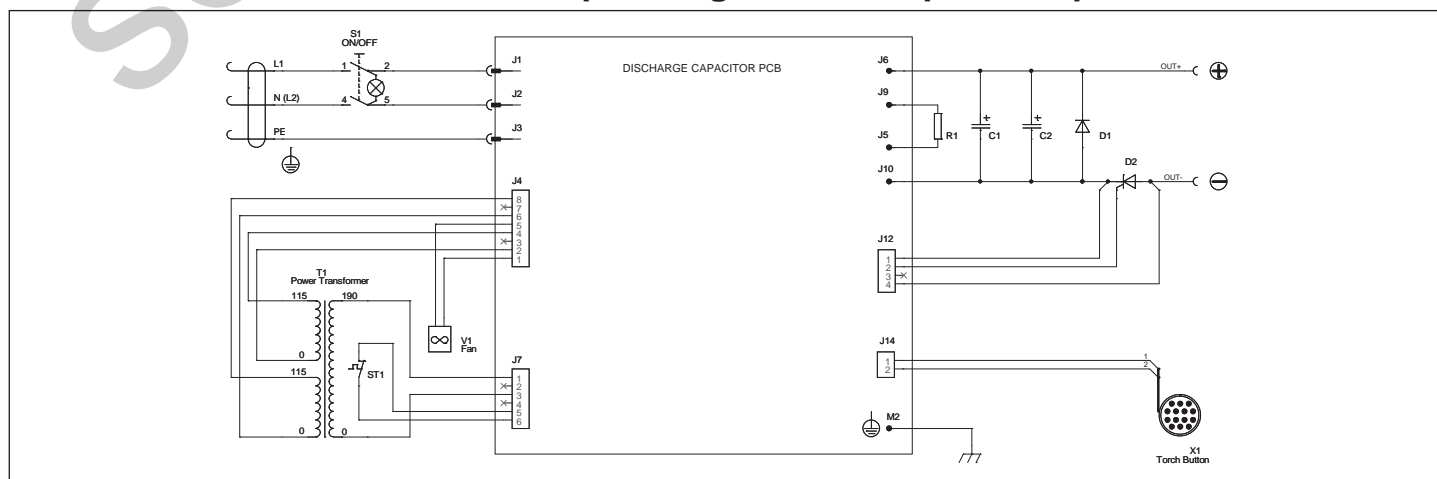 S1
ON/OFF
L1
1
2
N (L2)
4
5
PE
J1
J2
J3
DISCHARGE CAPACITOR PCB
J6
J9
J5
J10
R1
C1
C2
D1
D2
OUT+
OUT-
J4
8
7
6
5
4
3
2
1
T1
Power Transformer
115
190
0
115
0
0
ST1
V1
Fan
J7
1
2
3
4
5
6
J12
1
2
3
4
J14
1
2
1
2
M2
X1
Torch Button